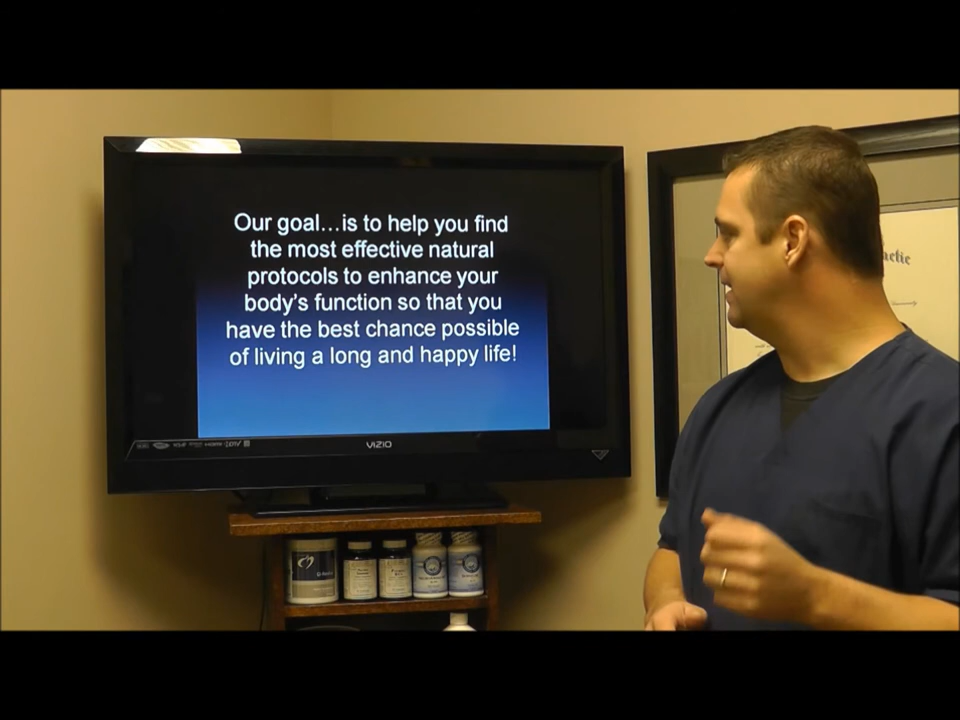 Our goal...is to help you find
the most effective natural
protocols to enhance your
body's function so that you
have the best chance possible
of living a long and happy life!
VIZIO